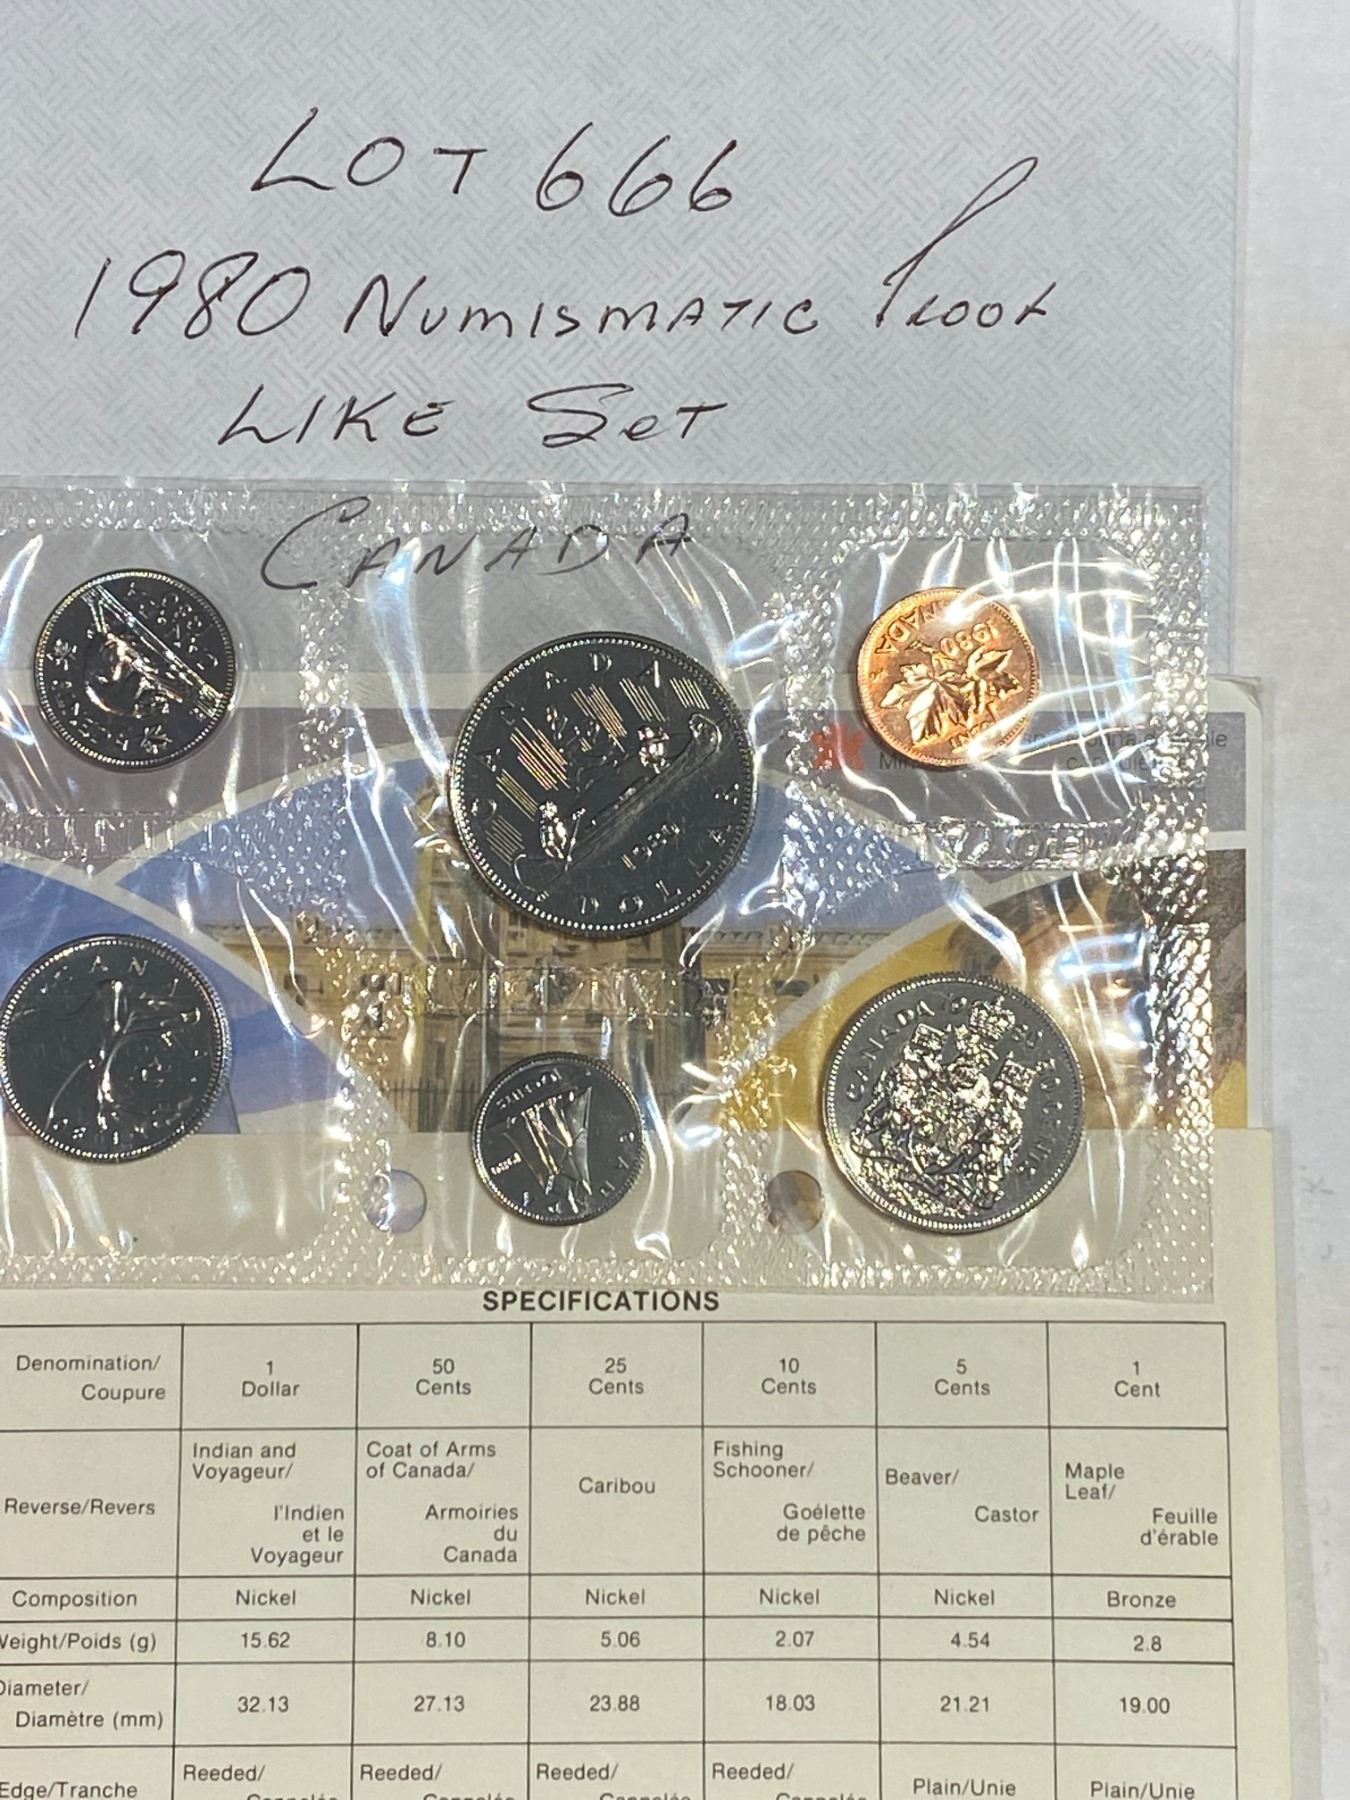 LOT 666
1980 Numismatic Proof
LIKE Set
CANADA
CANADA
DOLLAR
1980
1980
CANADA
CANADA
50 CENTS
SPECIFICATIONS
Denomination/ Coupure
1 Dollar
50 Cents
25 Cents
10 Cents
5 Cents
1 Cent
Reverse/Revers
Indian and Voyageur/ l'Indien et le Voyageur
Coat of Arms of Canada/ Armoiries du Canada
Caribou
Fishing Schooner/ Goélette de pêche
Beaver/ Castor
Maple Leaf/ Feuille d'érable
Composition Nickel Nickel Nickel Nickel Nickel Bronze
Weight/Poids (g) 15.62 8.10 5.06 2.07 4.54 2.8
Diameter/ Diamètre (mm) 32.13 27.13 23.88 18.03 21.21 19.00
Edge/Tranche Reeded/ Reeded/ Reeded/ Reeded/ Plain/Unie Plain/Unie